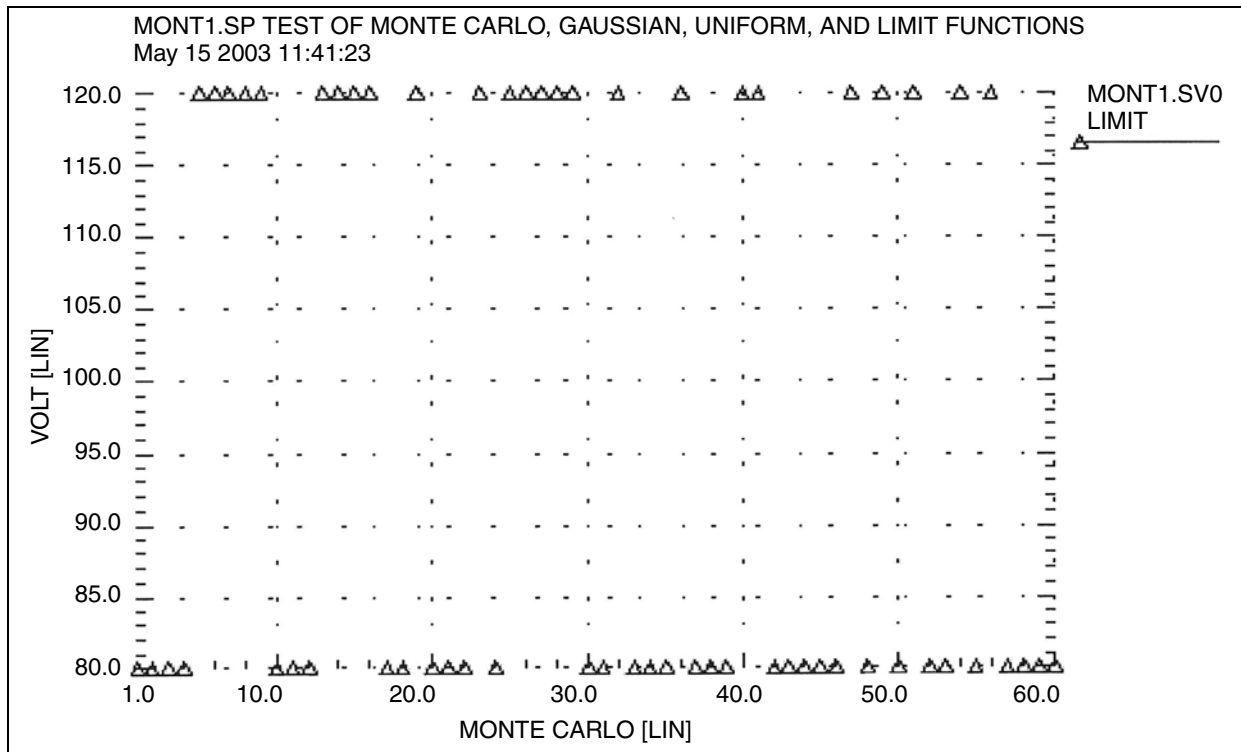 MONT1.SP TEST OF MONTE CARLO, GAUSSIAN, UNIFORM, AND LIMIT FUNCTIONS
May 15 2003 11:41:23
MONT1.SV0
LIMIT
VOLT [LIN]
120.0
115.0
110.0
105.0
100.0
95.0
90.0
85.0
80.0
1.0 10.0 20.0 30.0 40.0 50.0 60.0
MONTE CARLO [LIN]